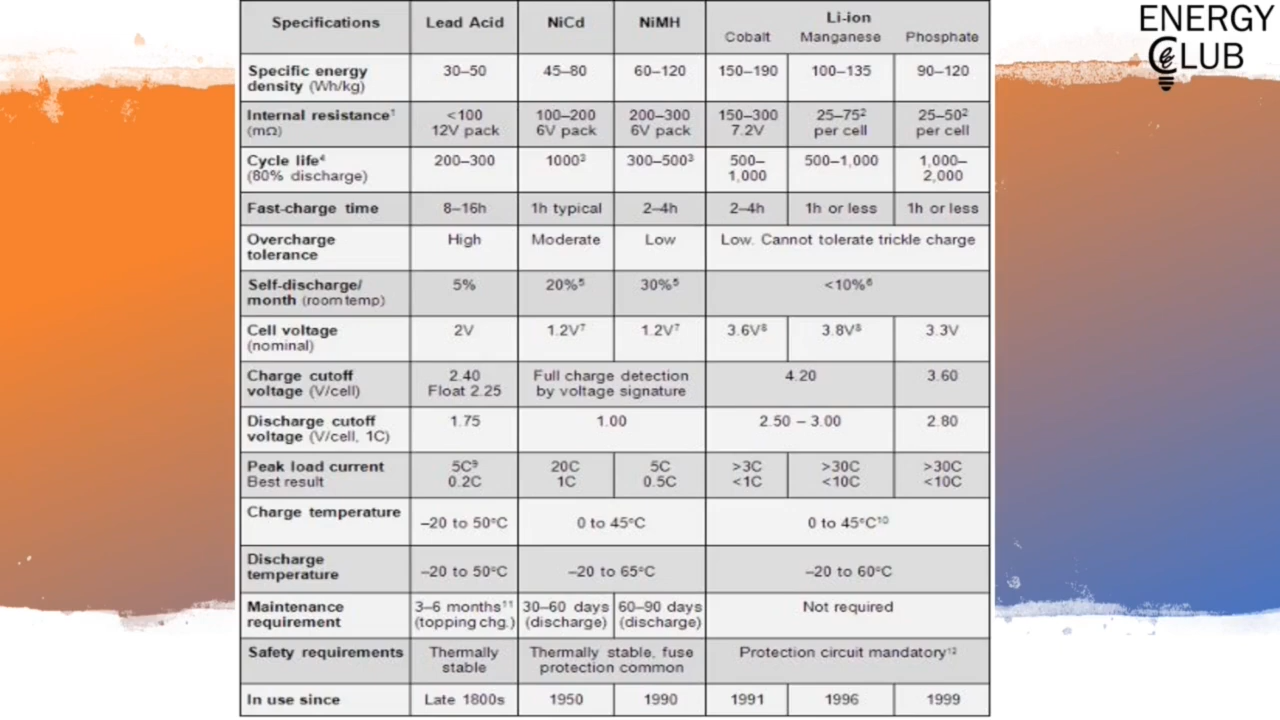 ENERGY
CLUB
Specifications
Lead Acid
NiCd
NiMH
Li-ion
Cobalt
Manganese
Phosphate
Specific energy
density (Wh/kg)
30–50
45–80
60–120
150–190
100–135
90–120
Internal resistance¹
(mΩ)
<100
12V pack
100–200
6V pack
200–300
6V pack
150–300
7.2V
25–75²
per cell
25–50²
per cell
Cycle life⁴
(80% discharge)
200–300
1000³
300–500³
500–
1,000
500–1,000
1,000–
2,000
Fast-charge time
8–16h
1h typical
2–4h
2–4h
1h or less
1h or less
Overcharge
tolerance
High
Moderate
Low
Low. Cannot tolerate trickle charge
Self-discharge/
month (room temp)
5%
20%⁵
30%⁵
<10%⁶
Cell voltage
(nominal)
2V
1.2V⁷
1.2V⁷
3.6V⁸
3.8V⁸
3.3V
Charge cutoff
voltage (V/cell)
2.40
Float 2.25
Full charge detection
by voltage signature
4.20
3.60
Discharge cutoff
voltage (V/cell, 1C)
1.75
1.00
2.50 – 3.00
2.80
Peak load current
Best result
5C⁹
0.2C
20C
1C
5C
0.5C
>3C
<1C
>30C
<10C
>30C
<10C
Charge temperature
–20 to 50°C
0 to 45°C
0 to 45°C¹⁰
Discharge
temperature
–20 to 50°C
–20 to 65°C
–20 to 60°C
Maintenance
requirement
3–6 months¹¹
(topping chg.)
30–60 days
(discharge)
60–90 days
(discharge)
Not required
Safety requirements
Thermally
stable
Thermally stable, fuse
protection common
Protection circuit mandatory¹²
In use since
Late 1800s
1950
1990
1991
1996
1999